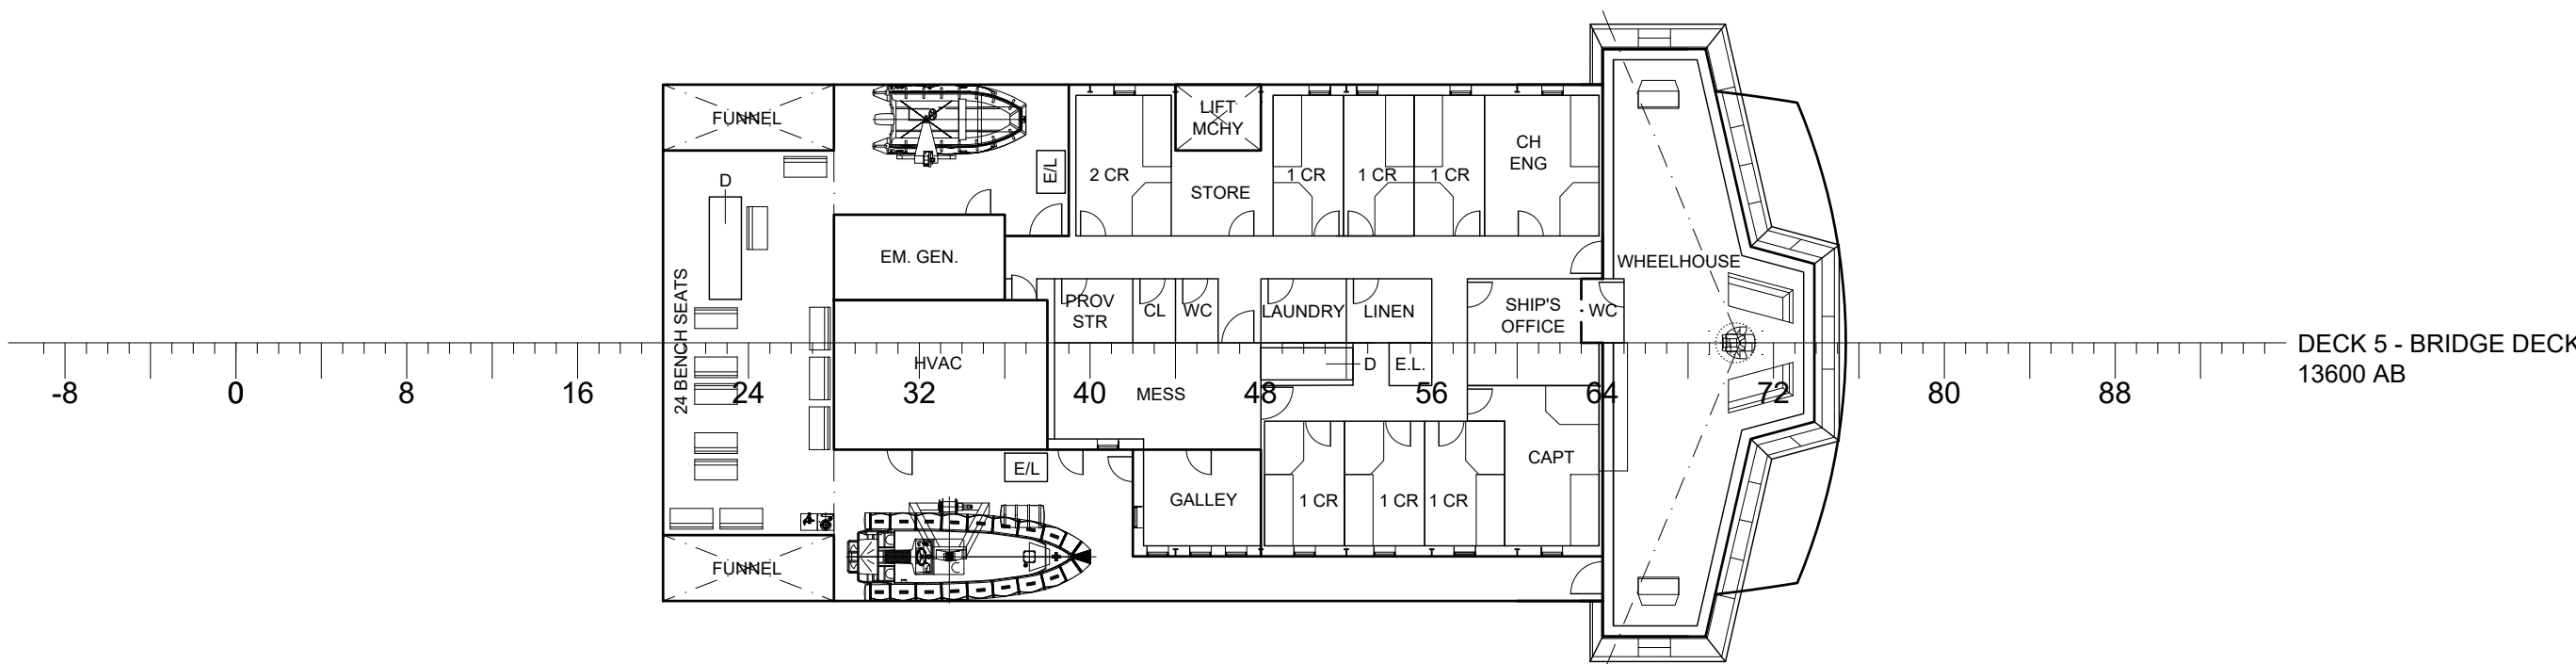 FUNNEL
LIFT
MCHY
E/L
2 CR
STORE
1 CR
1 CR
1 CR
CH
ENG
D
EM. GEN.
WHEELHOUSE
24 BENCH SEATS
PROV
STR
CL
WC
LAUNDRY
LINEN
SHIP'S
OFFICE
WC
HVAC
D
E.L.
DECK 5 - BRIDGE DECK
13600 AB
-8 0 8 16 24 32 40 48 56 64 72 80 88
MESS
CAPT
E/L
GALLEY
1 CR
1 CR
1 CR
FUNNEL